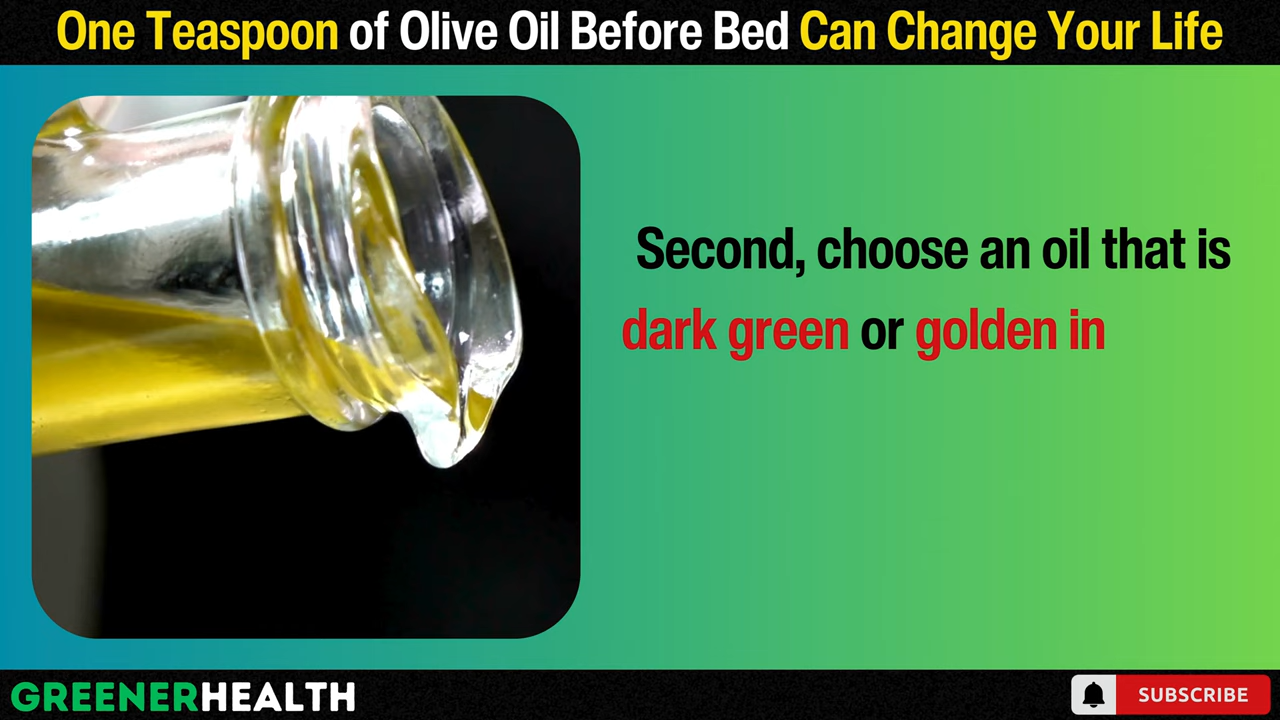 One Teaspoon of Olive Oil Before Bed Can Change Your Life
Second, choose an oil that is
dark green or golden in
GREENERHEALTH
SUBSCRIBE